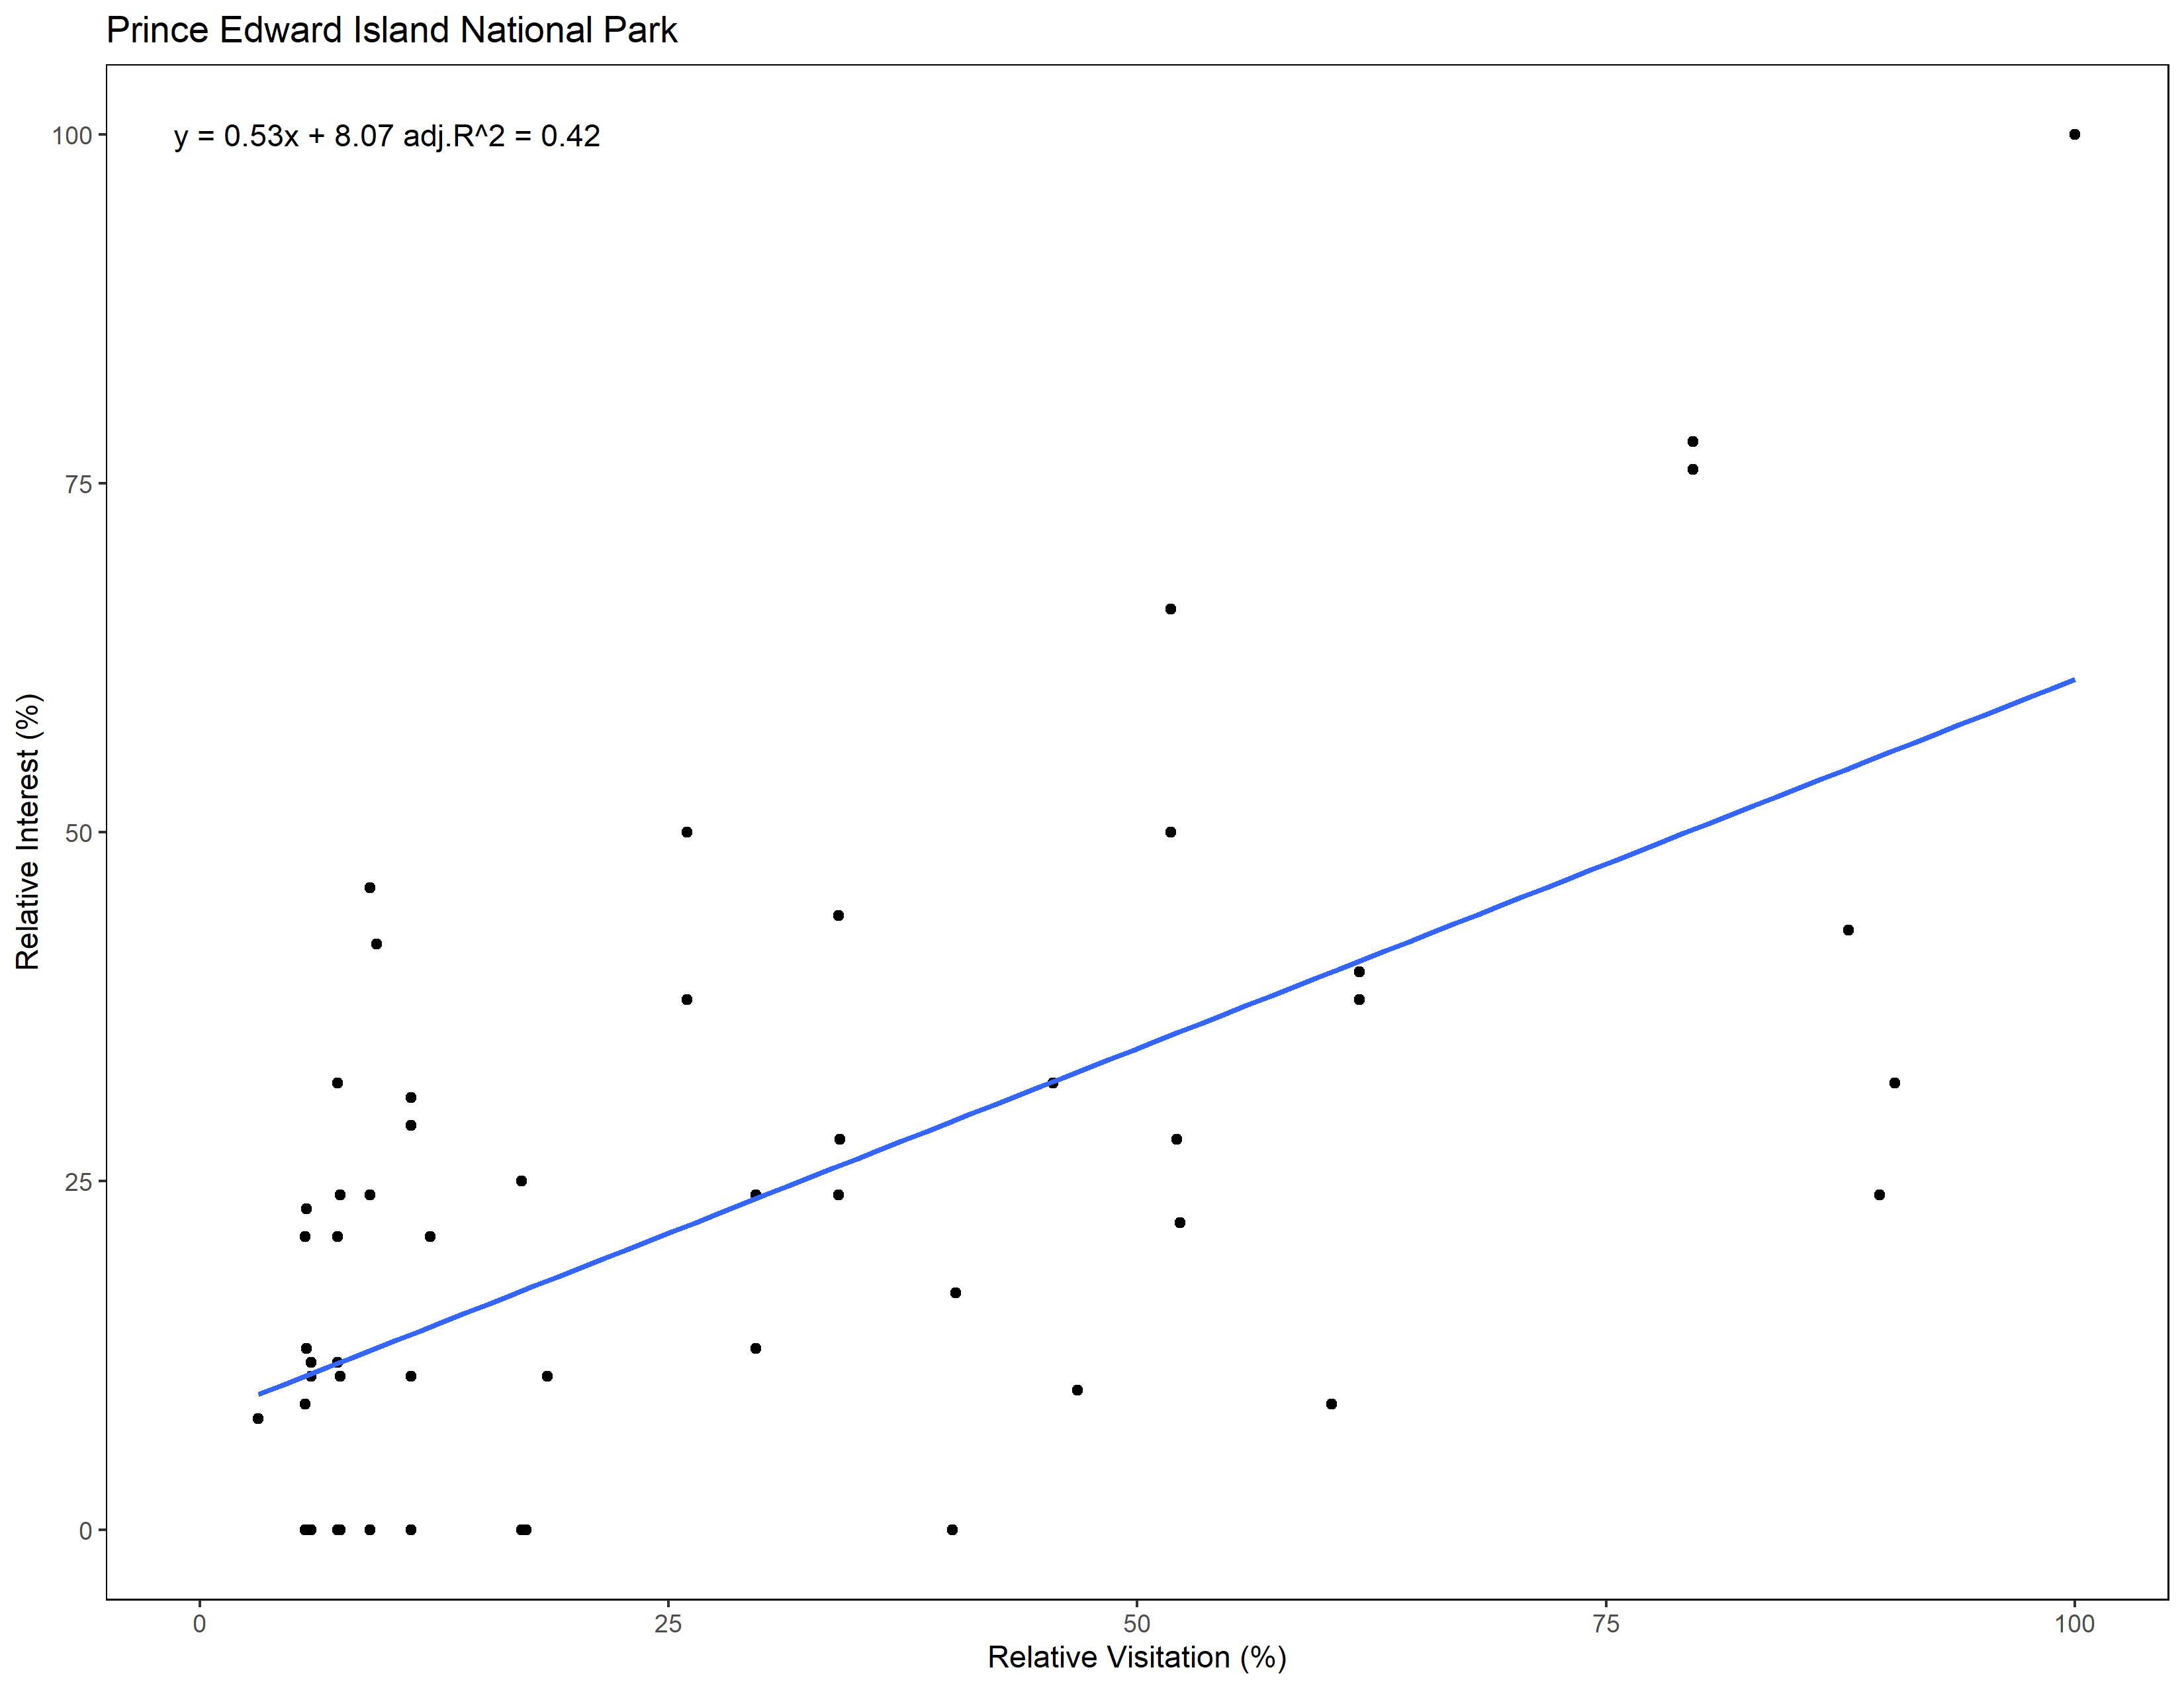 Prince Edward Island National Park
y = 0.53x + 8.07 adj.R^2 = 0.42
100
75
50
25
0
Relative Interest (%)
0 25 50 75 100
Relative Visitation (%)